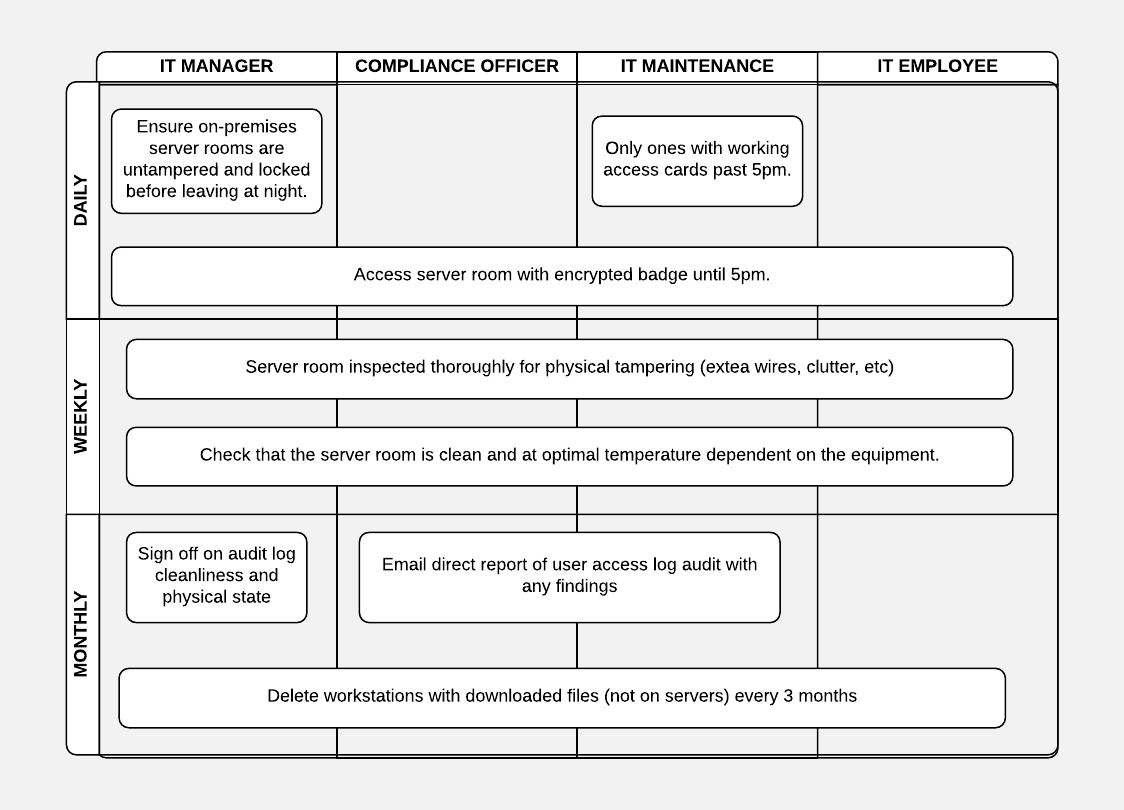 IT MANAGER
COMPLIANCE OFFICER
IT MAINTENANCE
IT EMPLOYEE
DAILY
Ensure on-premises
server rooms are
untampered and locked
before leaving at night.
Only ones with working
access cards past 5pm.
Access server room with encrypted badge until 5pm.
WEEKLY
Server room inspected thoroughly for physical tampering (extea wires, clutter, etc)
Check that the server room is clean and at optimal temperature dependent on the equipment.
MONTHLY
Sign off on audit log
cleanliness and
physical state
Email direct report of user access log audit with
any findings
Delete workstations with downloaded files (not on servers) every 3 months